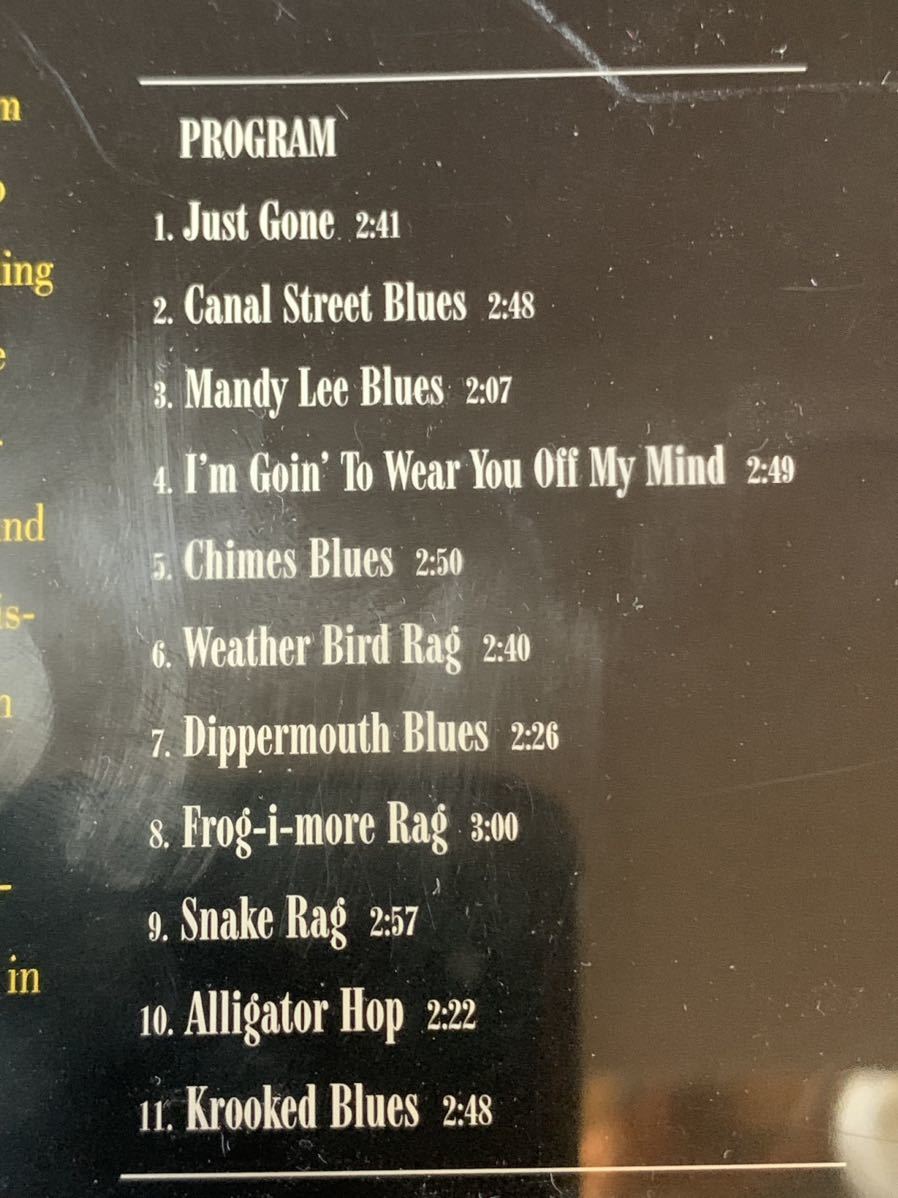 PROGRAM
1. Just Gone 2:41
2. Canal Street Blues 2:48
3. Mandy Lee Blues 2:07
4. I'm Goin' To Wear You Off My Mind 2:49
5. Chimes Blues 2:50
6. Weather Bird Rag 2:40
7. Dippermouth Blues 2:26
8. Frog-i-more Rag 3:00
9. Snake Rag 2:57
10. Alligator Hop 2:22
11. Krooked Blues 2:48
in